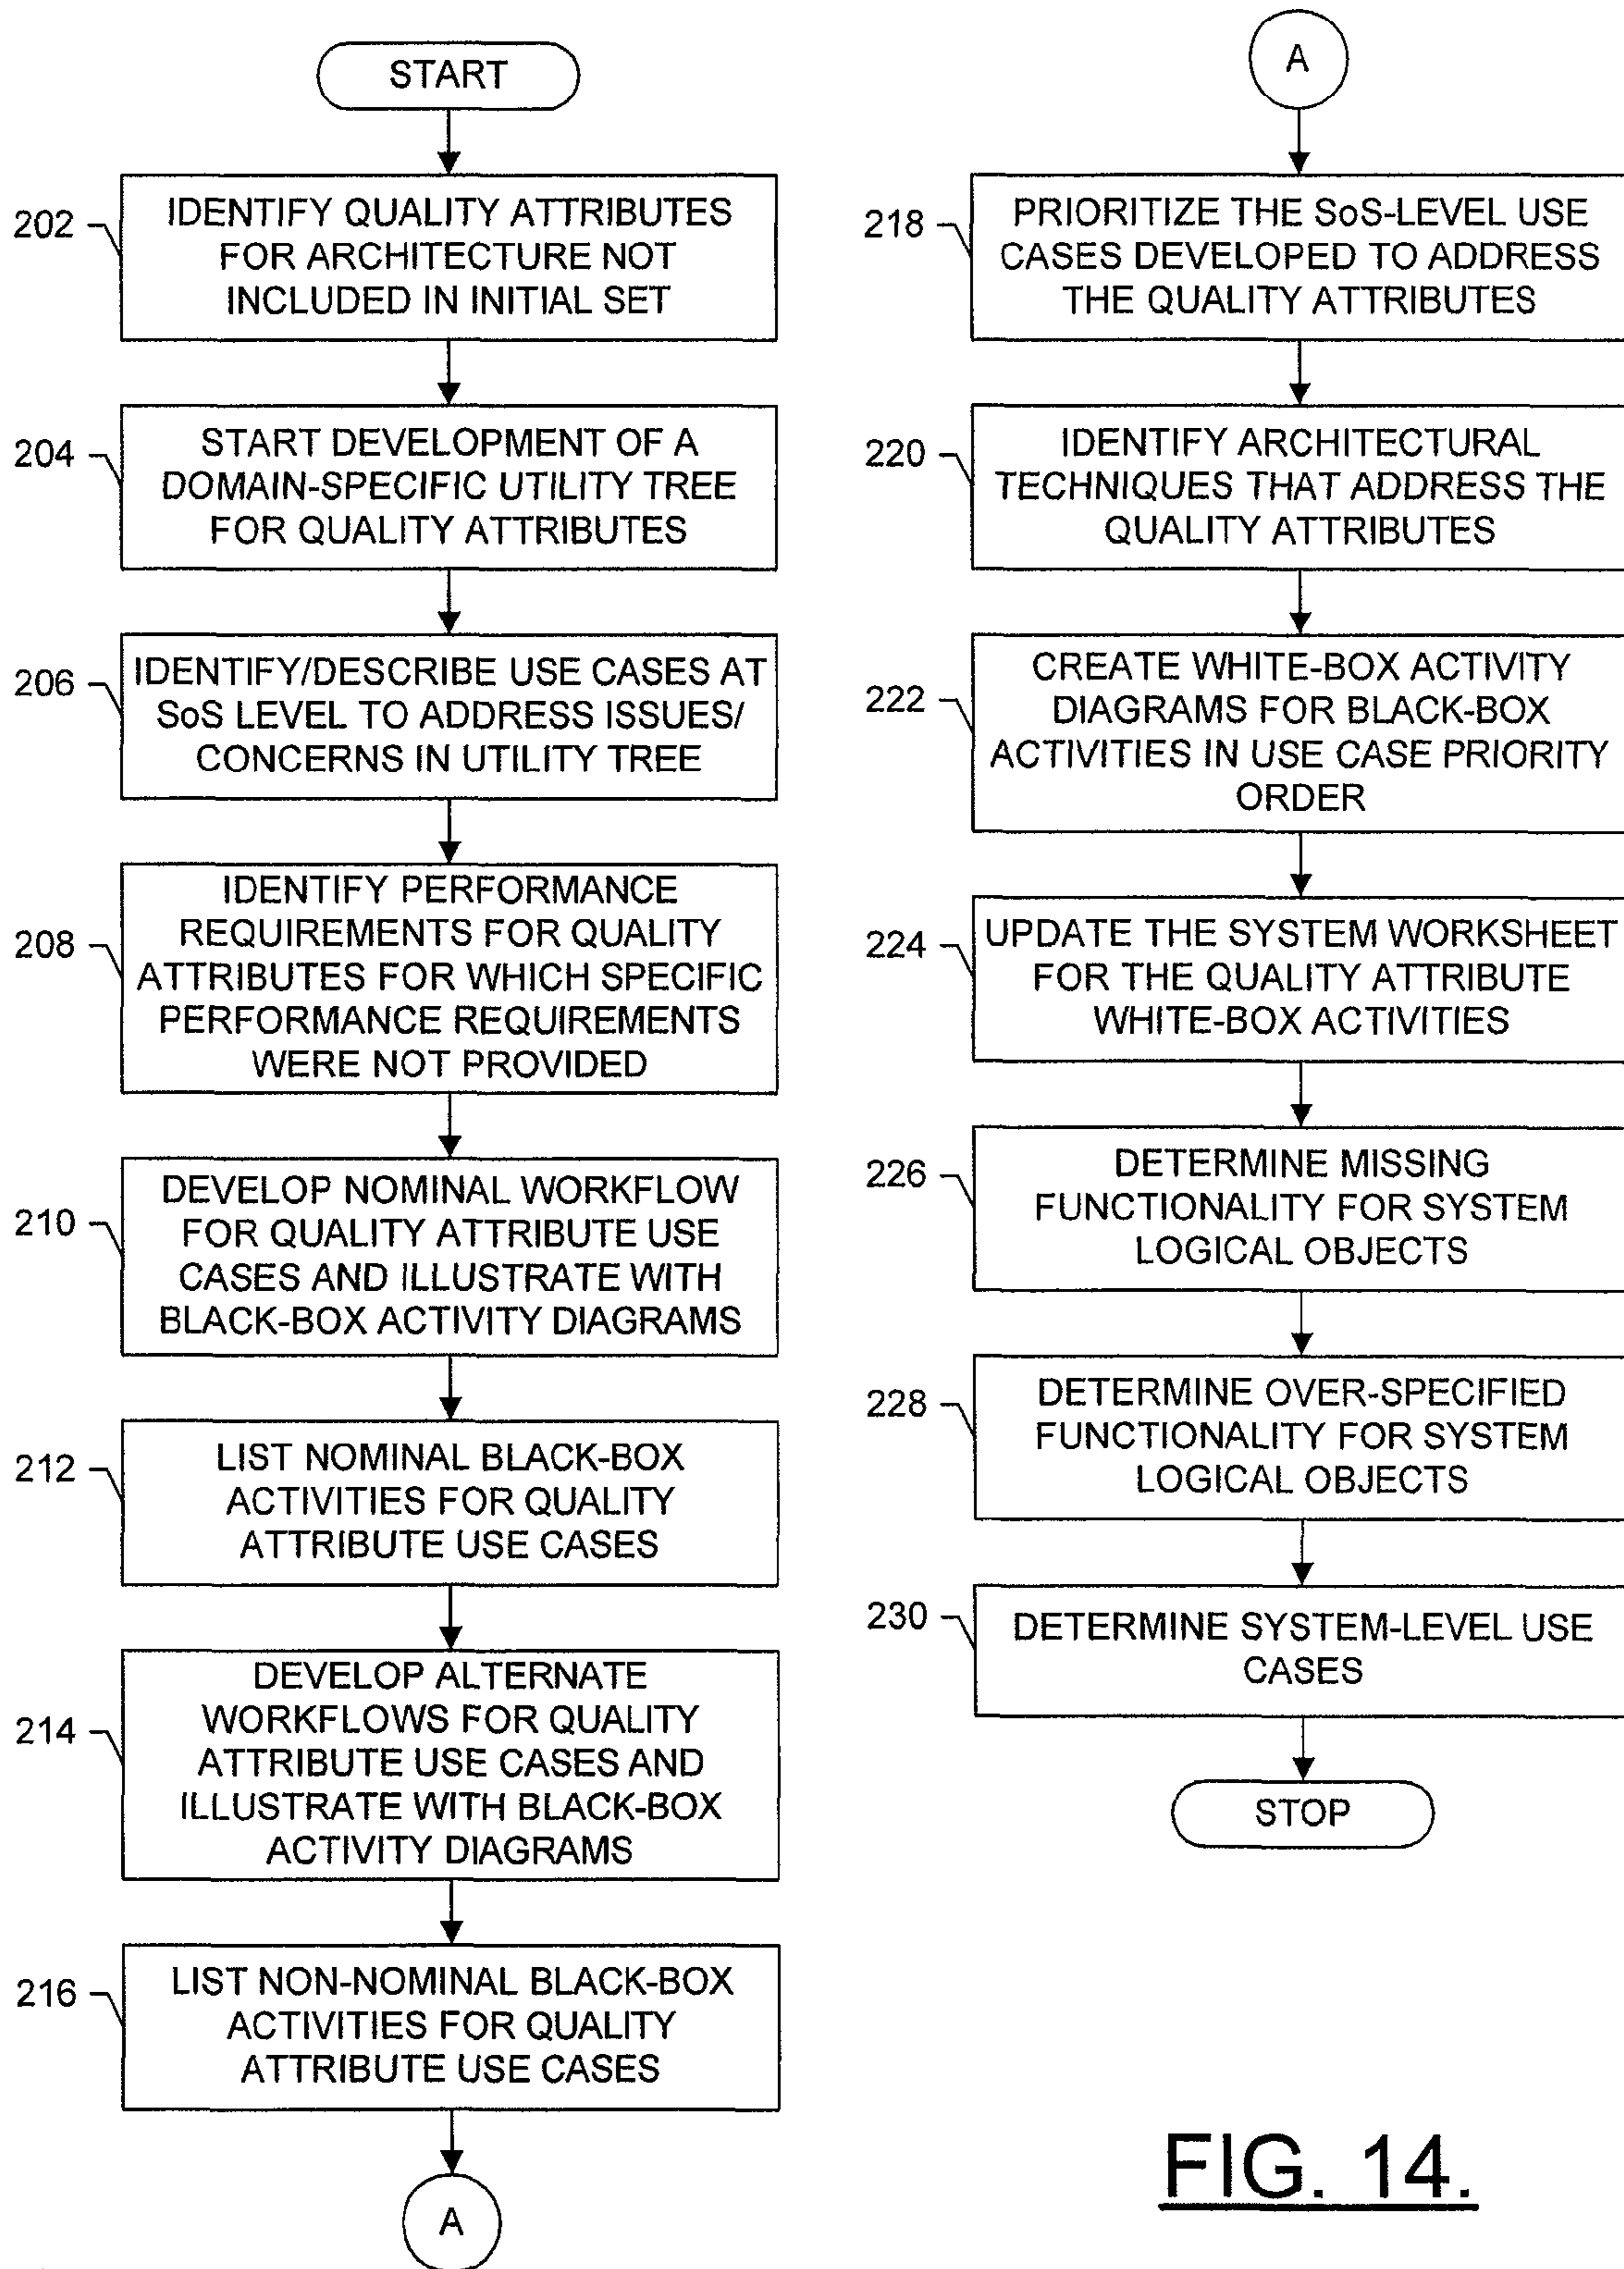 START
202
IDENTIFY QUALITY ATTRIBUTES
FOR ARCHITECTURE NOT
INCLUDED IN INITIAL SET
204
START DEVELOPMENT OF A
DOMAIN-SPECIFIC UTILITY TREE
FOR QUALITY ATTRIBUTES
206
IDENTIFY/DESCRIBE USE CASES AT
SoS LEVEL TO ADDRESS ISSUES/
CONCERNS IN UTILITY TREE
208
IDENTIFY PERFORMANCE
REQUIREMENTS FOR QUALITY
ATTRIBUTES FOR WHICH SPECIFIC
PERFORMANCE REQUIREMENTS
WERE NOT PROVIDED
210
DEVELOP NOMINAL WORKFLOW
FOR QUALITY ATTRIBUTE USE
CASES AND ILLUSTRATE WITH
BLACK-BOX ACTIVITY DIAGRAMS
212
LIST NOMINAL BLACK-BOX
ACTIVITIES FOR QUALITY
ATTRIBUTE USE CASES
214
DEVELOP ALTERNATE
WORKFLOWS FOR QUALITY
ATTRIBUTE USE CASES AND
ILLUSTRATE WITH BLACK-BOX
ACTIVITY DIAGRAMS
216
LIST NON-NOMINAL BLACK-BOX
ACTIVITIES FOR QUALITY
ATTRIBUTE USE CASES
A
A
218
PRIORITIZE THE SoS-LEVEL USE
CASES DEVELOPED TO ADDRESS
THE QUALITY ATTRIBUTES
220
IDENTIFY ARCHITECTURAL
TECHNIQUES THAT ADDRESS THE
QUALITY ATTRIBUTES
222
CREATE WHITE-BOX ACTIVITY
DIAGRAMS FOR BLACK-BOX
ACTIVITIES IN USE CASE PRIORITY
ORDER
224
UPDATE THE SYSTEM WORKSHEET
FOR THE QUALITY ATTRIBUTE
WHITE-BOX ACTIVITIES
226
DETERMINE MISSING
FUNCTIONALITY FOR SYSTEM
LOGICAL OBJECTS
228
DETERMINE OVER-SPECIFIED
FUNCTIONALITY FOR SYSTEM
LOGICAL OBJECTS
230
DETERMINE SYSTEM-LEVEL USE
CASES
STOP
FIG. 14.